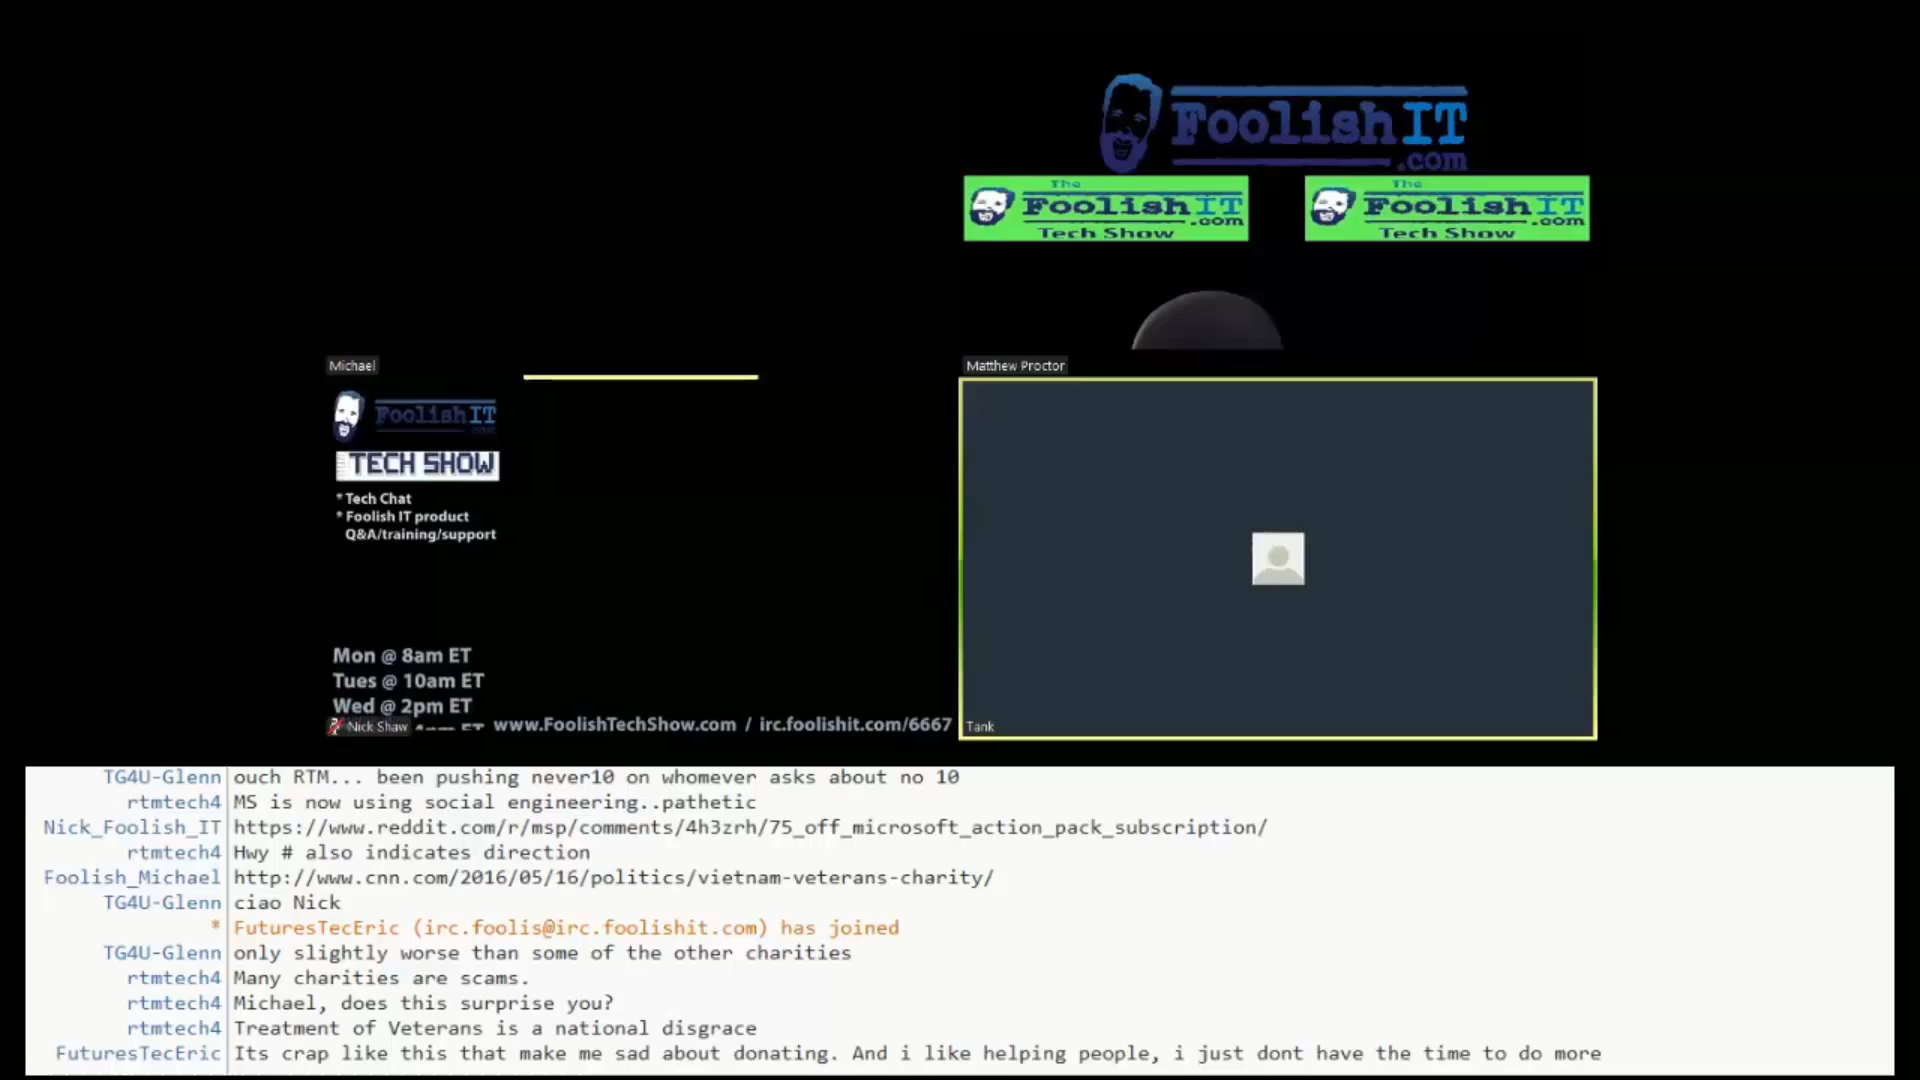 FoolishIT
.com
The
FoolishIT
.com
Tech Show
The
FoolishIT
.com
Tech Show
Michael
Matthew Proctor
FoolishIT
.com
TECH SHOW
* Tech Chat
* Foolish IT product
Q&A/training/support
Mon @ 8am ET
Tues @ 10am ET
Wed @ 2pm ET
Nick Shaw
www.FoolishTechShow.com / irc.foolishit.com/6667
Tank
TG4U-Glenn ouch RTM... been pushing never10 on whomever asks about no 10
rtmtech4 MS is now using social engineering..pathetic
Nick_Foolish_IT https://www.reddit.com/r/msp/comments/4h3zrh/75_off_microsoft_action_pack_subscription/
rtmtech4 Hwy # also indicates direction
Foolish_Michael http://www.cnn.com/2016/05/16/politics/vietnam-veterans-charity/
TG4U-Glenn ciao Nick
* FuturesTecEric (irc.foolis@irc.foolishit.com) has joined
TG4U-Glenn only slightly worse than some of the other charities
rtmtech4 Many charities are scams.
rtmtech4 Michael, does this surprise you?
rtmtech4 Treatment of Veterans is a national disgrace
FuturesTecEric Its crap like this that make me sad about donating. And i like helping people, i just dont have the time to do more